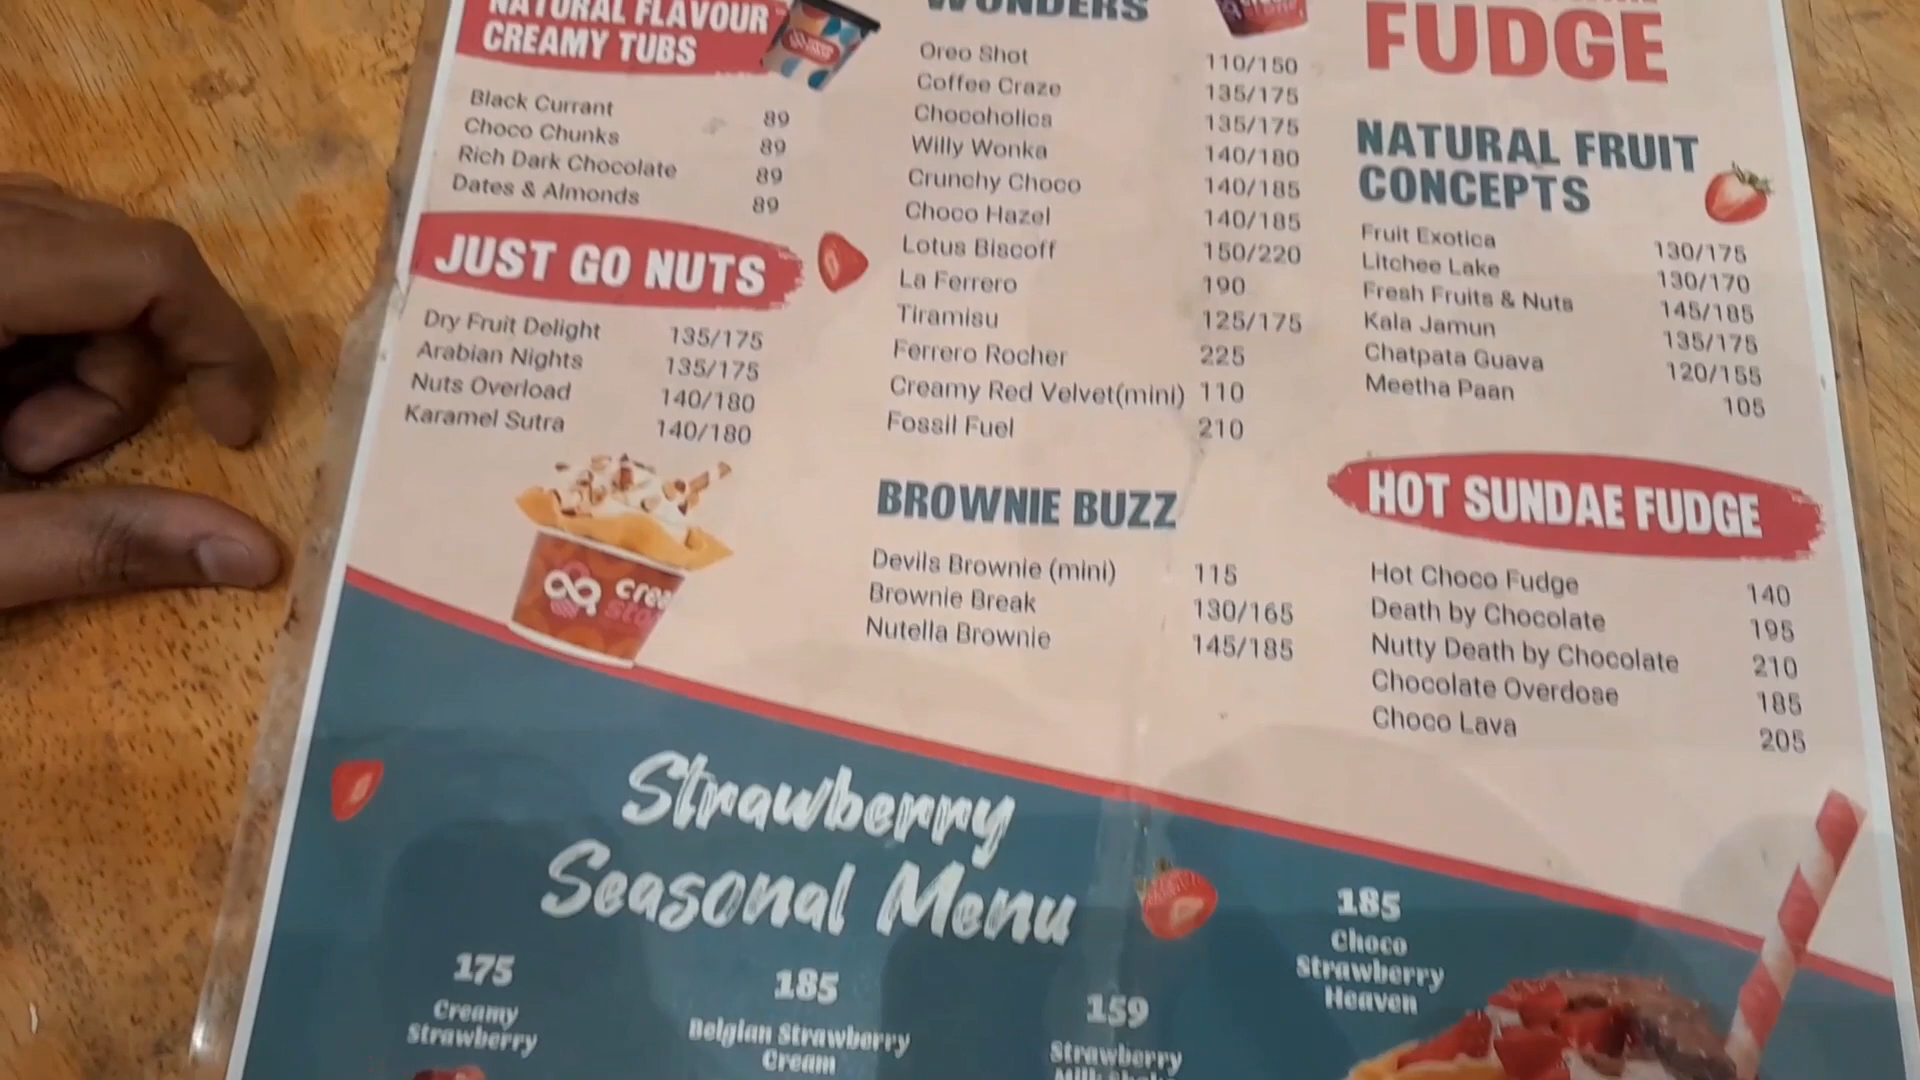 NATURAL FLAVOUR
CREAMY TUBS
Black Currant 89
Choco Chunks 89
Rich Dark Chocolate 89
Dates & Almonds 89
JUST GO NUTS
Dry Fruit Delight 135/175
Arabian Nights 135/175
Nuts Overload 140/180
Karamel Sutra 140/180
WONDERS
Oreo Shot 110/150
Coffee Craze 135/175
Chocoholics 135/175
Willy Wonka 140/180
Crunchy Choco 140/185
Choco Hazel 140/185
Lotus Biscoff 150/220
La Ferrero 190
Tiramisu 125/175
Ferrero Rocher 225
Creamy Red Velvet(mini) 110
Fossil Fuel 210
BROWNIE BUZZ
Devils Brownie (mini) 115
Brownie Break 130/165
Nutella Brownie 145/185
FUDGE
NATURAL FRUIT
CONCEPTS
Fruit Exotica 130/175
Litchee Lake 130/170
Fresh Fruits & Nuts 145/185
Kala Jamun 135/175
Chatpata Guava 120/155
Meetha Paan 105
HOT SUNDAE FUDGE
Hot Choco Fudge 140
Death by Chocolate 195
Nutty Death by Chocolate 210
Chocolate Overdose 185
Choco Lava 205
Strawberry
Seasonal Menu
175
Creamy
Strawberry
185
Belgian Strawberry
Cream
159
Strawberry
185
Choco
Strawberry
Heaven